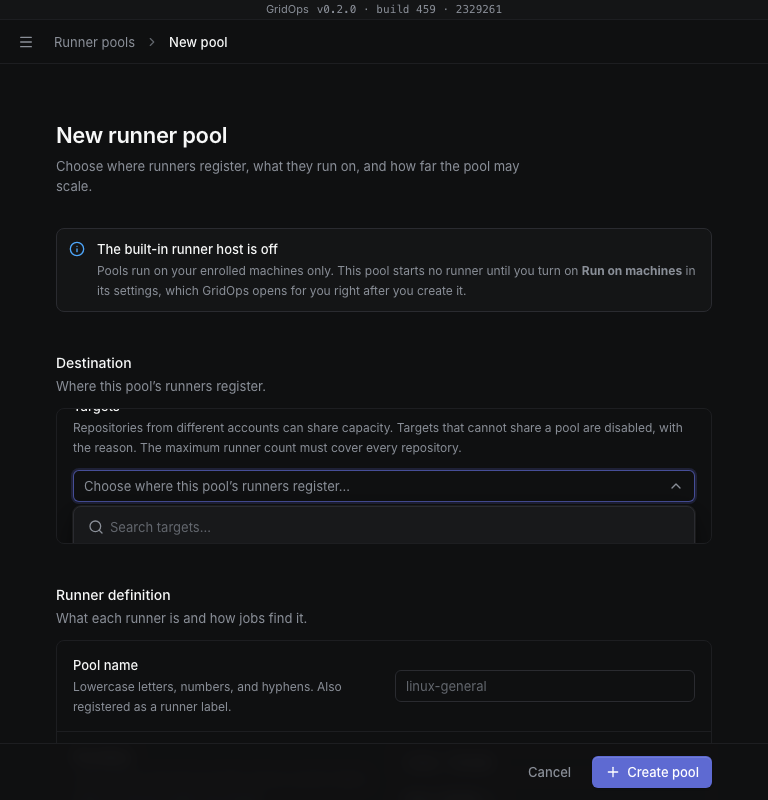 GridOps v0.2.0 · build 459 · 2329261
Runner pools
New pool
New runner pool
Choose where runners register, what they run on, and how far the pool may
scale.
The built-in runner host is off
Pools run on your enrolled machines only. This pool starts no runner until you turn on Run on machines in
its settings, which GridOps opens for you right after you create it.
Destination
Where this pool’s runners register.
Targets
Repositories from different accounts can share capacity. Targets that cannot share a pool are disabled, with
the reason. The maximum runner count must cover every repository.
Choose where this pool’s runners register…
Search targets…
Runner definition
What each runner is and how jobs find it.
Pool name
Lowercase letters, numbers, and hyphens. Also
registered as a runner label.
linux-general
Cancel
Create pool